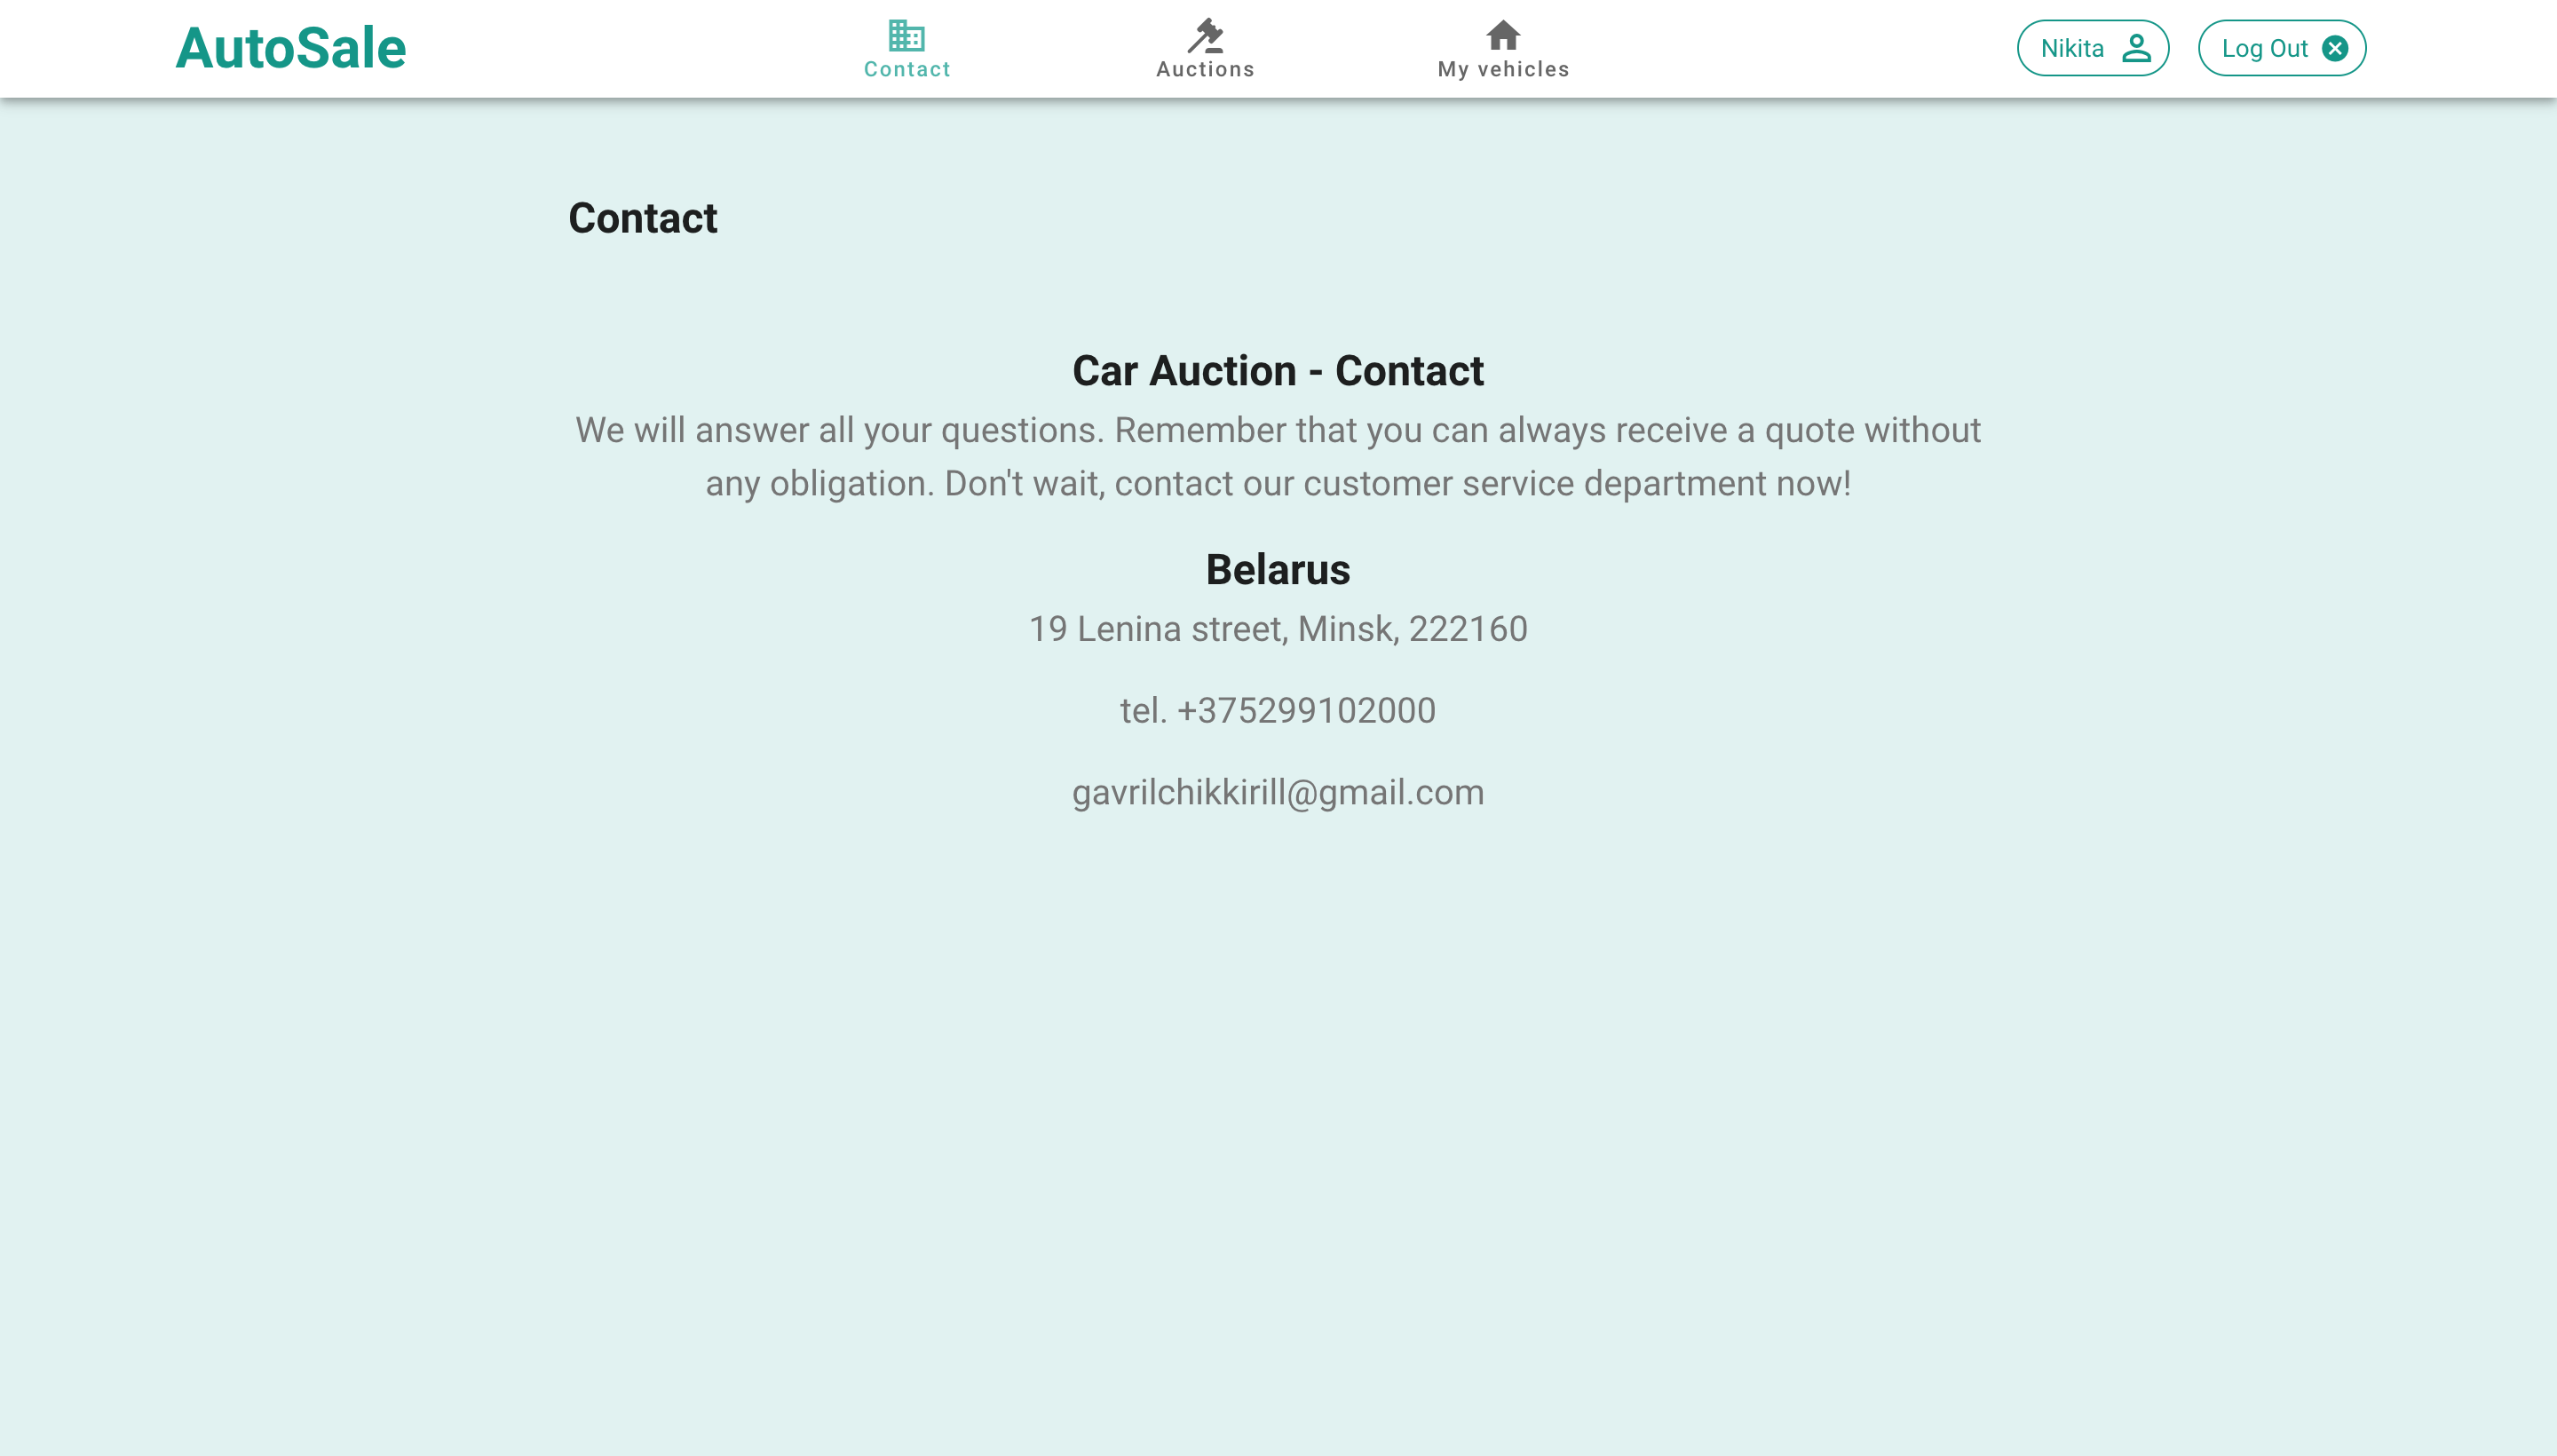 AutoSale
Contact
Auctions
My vehicles
Nikita
Log Out
Contact
Car Auction - Contact
We will answer all your questions. Remember that you can always receive a quote without
any obligation. Don't wait, contact our customer service department now!
Belarus
19 Lenina street, Minsk, 222160
tel. +375299102000
gavrilchikkirill@gmail.com